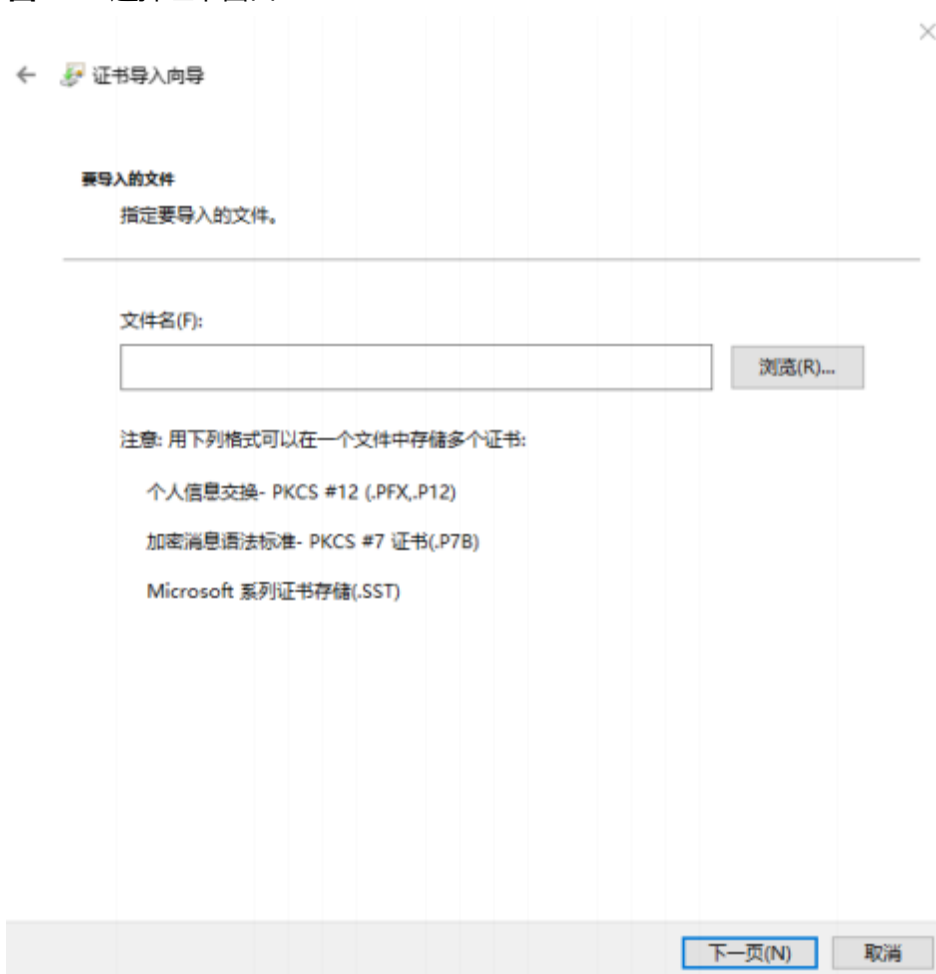 证书导入向导
要导入的文件
指定要导入的文件。
文件名(F):
浏览(R)...
注意: 用下列格式可以在一个文件中存储多个证书:
个人信息交换- PKCS #12 (.PFX,.P12)
加密消息语法标准- PKCS #7 证书(.P7B)
Microsoft 系列证书存储(.SST)
下一页(N) 取消